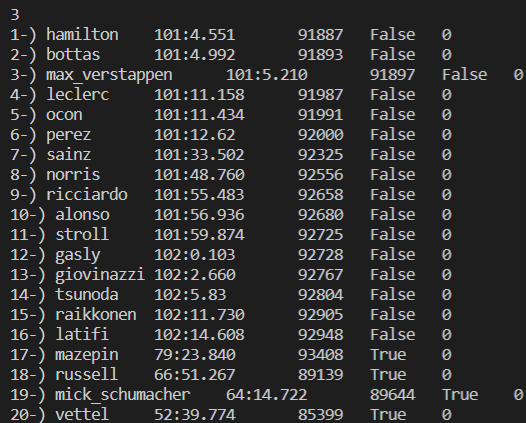 3
1-) hamilton 101:4.551 91887 False 0
2-) bottas 101:4.992 91893 False 0
3-) max_verstappen 101:5.210 91897 False 0
4-) leclerc 101:11.158 91987 False 0
5-) ocon 101:11.434 91991 False 0
6-) perez 101:12.62 92000 False 0
7-) sainz 101:33.502 92325 False 0
8-) norris 101:48.760 92556 False 0
9-) ricciardo 101:55.483 92658 False 0
10-) alonso 101:56.936 92680 False 0
11-) stroll 101:59.874 92725 False 0
12-) gasly 102:0.103 92728 False 0
13-) giovinazzi 102:2.660 92767 False 0
14-) tsunoda 102:5.83 92804 False 0
15-) raikkonen 102:11.730 92905 False 0
16-) latifi 102:14.608 92948 False 0
17-) mazepin 79:23.840 93408 True 0
18-) russell 66:51.267 89139 True 0
19-) mick_schumacher 64:14.722 89644 True 0
20-) vettel 52:39.774 85399 True 0